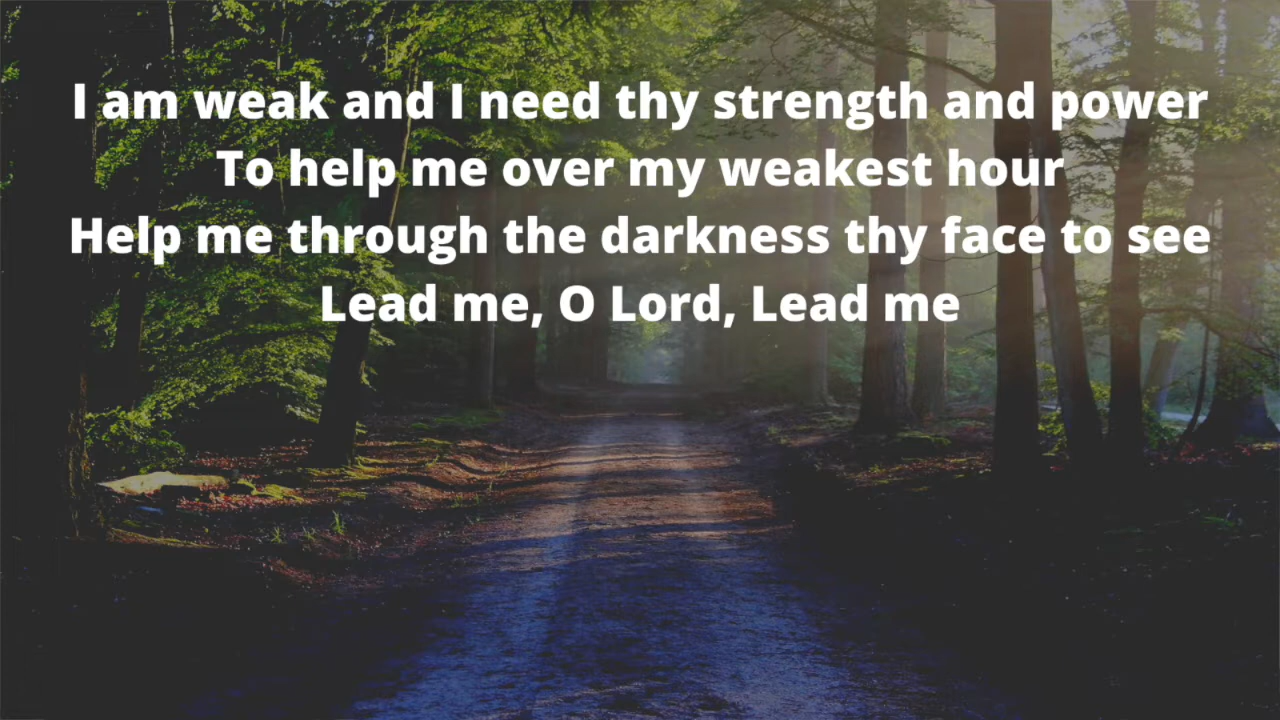 I am weak and I need thy strength and power
To help me over my weakest hour
Help me through the darkness thy face to see
Lead me, O Lord, Lead me